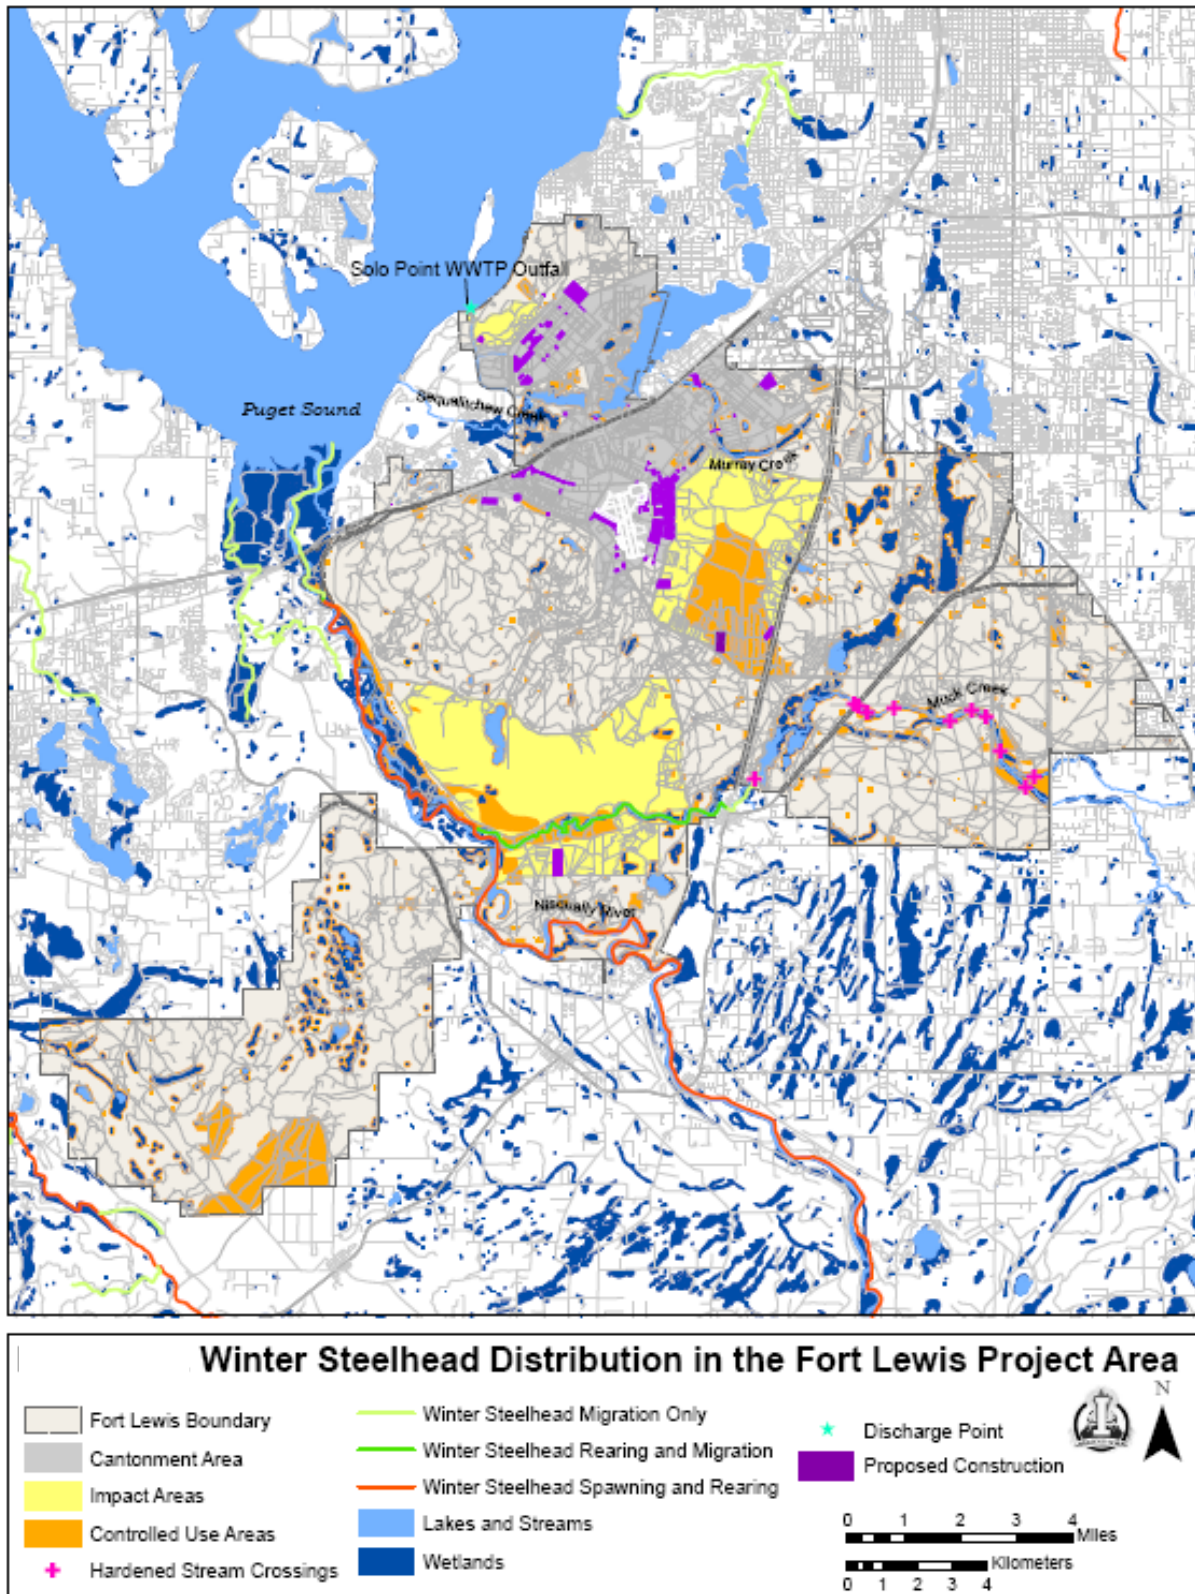 Solo Point WWTP Outfall
Puget Sound
Sequalitchew Creek
Murray Creek
Muck Creek
Nisqually River
Winter Steelhead Distribution in the Fort Lewis Project Area
Fort Lewis Boundary
Cantonment Area
Impact Areas
Controlled Use Areas
Hardened Stream Crossings
Winter Steelhead Migration Only
Winter Steelhead Rearing and Migration
Winter Steelhead Spawning and Rearing
Lakes and Streams
Wetlands
Discharge Point
Proposed Construction
N
0 1 2 3 4
Miles
Kilometers
0 1 2 3 4